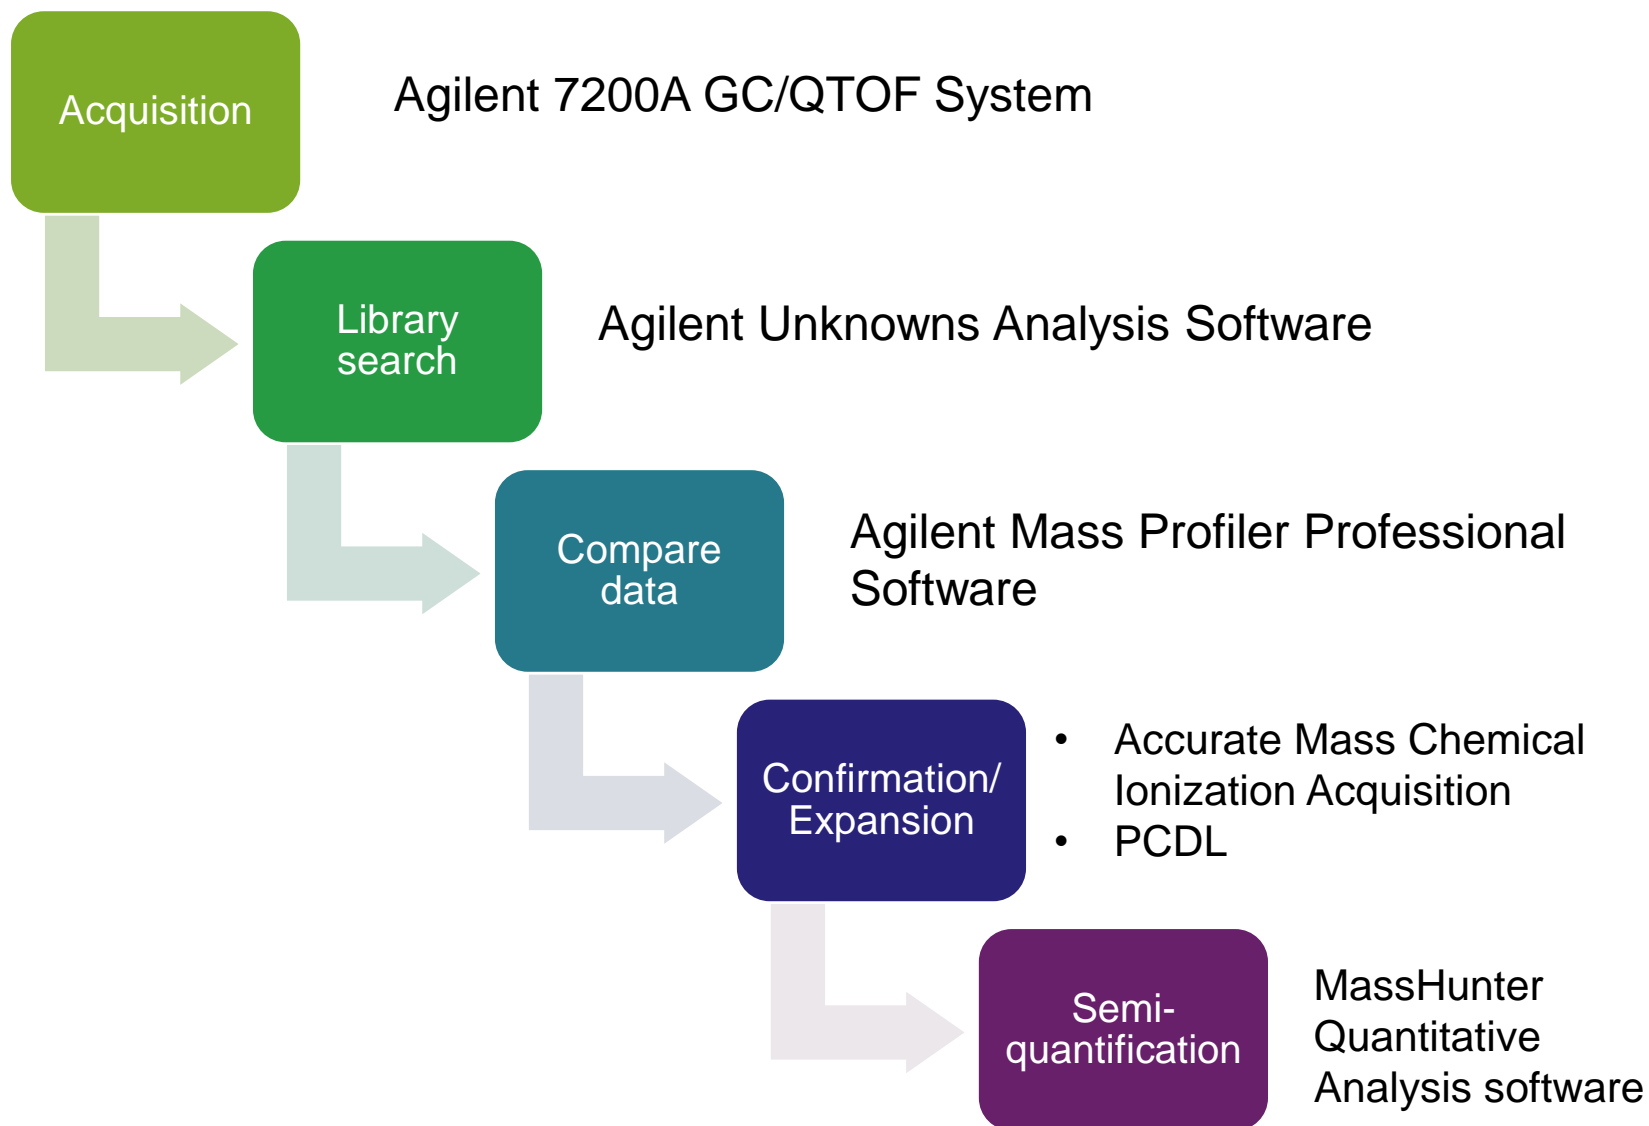 Acquisition
Agilent 7200A GC/QTOF System
Library
search
Agilent Unknowns Analysis Software
Compare
data
Agilent Mass Profiler Professional
Software
Confirmation/
Expansion
• Accurate Mass Chemical
Ionization Acquisition
• PCDL
Semi-
quantification
MassHunter
Quantitative
Analysis software